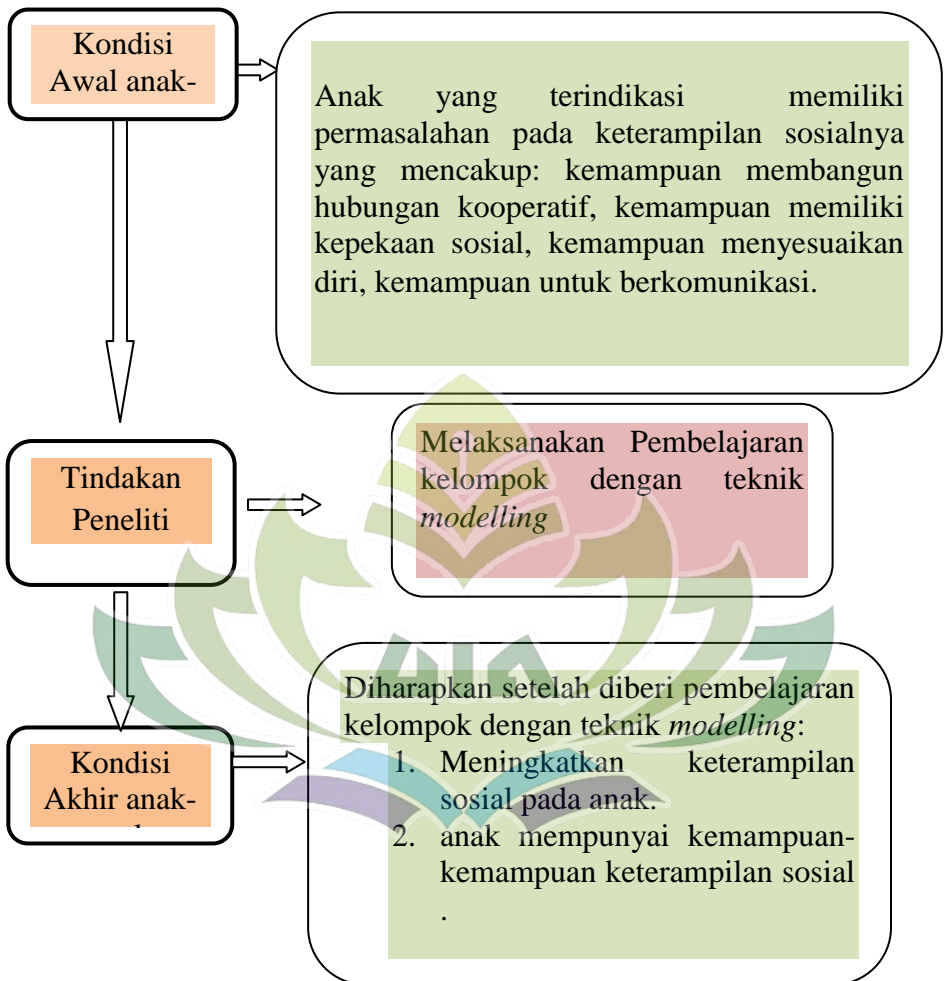 Kondisi
Awal anak-
Anak yang terindikasi memiliki
permasalahan pada keterampilan sosialnya
yang mencakup: kemampuan membangun
hubungan kooperatif, kemampuan memiliki
kepekaan sosial, kemampuan menyesuaikan
diri, kemampuan untuk berkomunikasi.
Tindakan
Peneliti
Melaksanakan Pembelajaran
kelompok dengan teknik
modelling
Kondisi
Akhir anak-
Diharapkan setelah diberi pembelajaran
kelompok dengan teknik modelling:
1. Meningkatkan keterampilan
sosial pada anak.
2. anak mempunyai kemampuan-
kemampuan keterampilan sosial
.